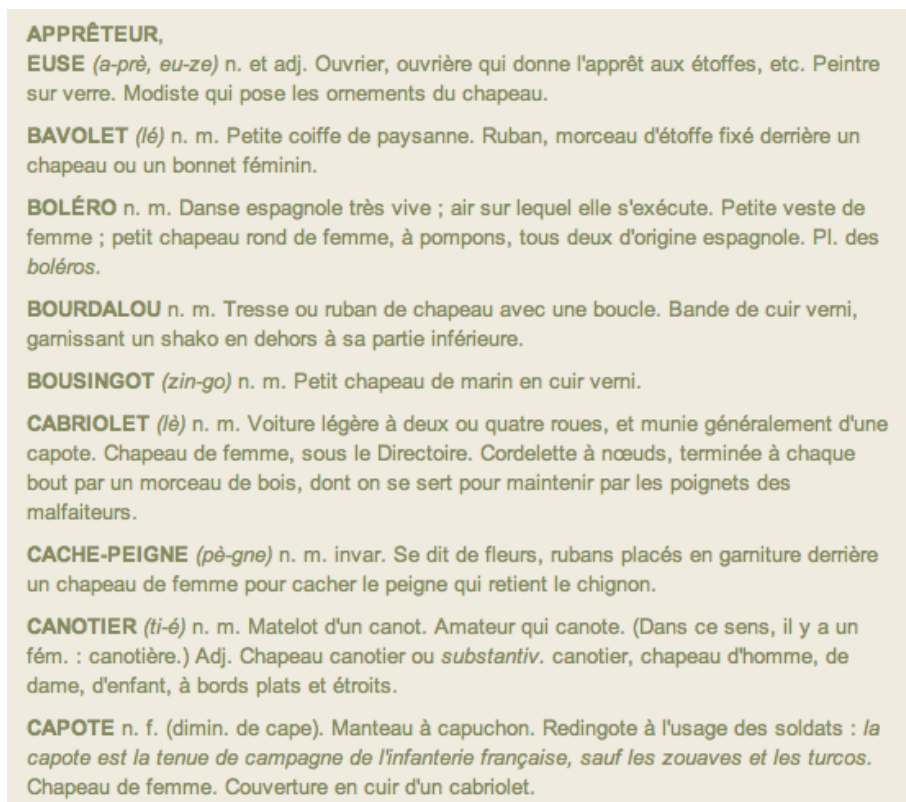 APPRÊTEUR,
EUSE (a-prè, eu-ze) n. et adj. Ouvrier, ouvrière qui donne l'apprêt aux étoffes, etc. Peintre
sur verre. Modiste qui pose les ornements du chapeau.
BAVOLET (lé) n. m. Petite coiffe de paysanne. Ruban, morceau d'étoffe fixé derrière un
chapeau ou un bonnet féminin.
BOLÉRO n. m. Danse espagnole très vive ; air sur lequel elle s'exécute. Petite veste de
femme ; petit chapeau rond de femme, à pompons, tous deux d'origine espagnole. Pl. des
boléros.
BOURDALOU n. m. Tresse ou ruban de chapeau avec une boucle. Bande de cuir verni,
garnissant un shako en dehors à sa partie inférieure.
BOUSINGOT (zin-go) n. m. Petit chapeau de marin en cuir verni.
CABRIOLET (lè) n. m. Voiture légère à deux ou quatre roues, et munie généralement d'une
capote. Chapeau de femme, sous le Directoire. Cordelette à nœuds, terminée à chaque
bout par un morceau de bois, dont on se sert pour maintenir par les poignets des
malfaiteurs.
CACHE-PEIGNE (pè-gne) n. m. invar. Se dit de fleurs, rubans placés en garniture derrière
un chapeau de femme pour cacher le peigne qui retient le chignon.
CANOTIER (ti-é) n. m. Matelot d'un canot. Amateur qui canote. (Dans ce sens, il y a un
fém. : canotière.) Adj. Chapeau canotier ou substantiv. canotier, chapeau d'homme, de
dame, d'enfant, à bords plats et étroits.
CAPOTE n. f. (dimin. de cape). Manteau à capuchon. Redingote à l'usage des soldats : la
capote est la tenue de campagne de l'infanterie française, sauf les zouaves et les turcos.
Chapeau de femme. Couverture en cuir d'un cabriolet.